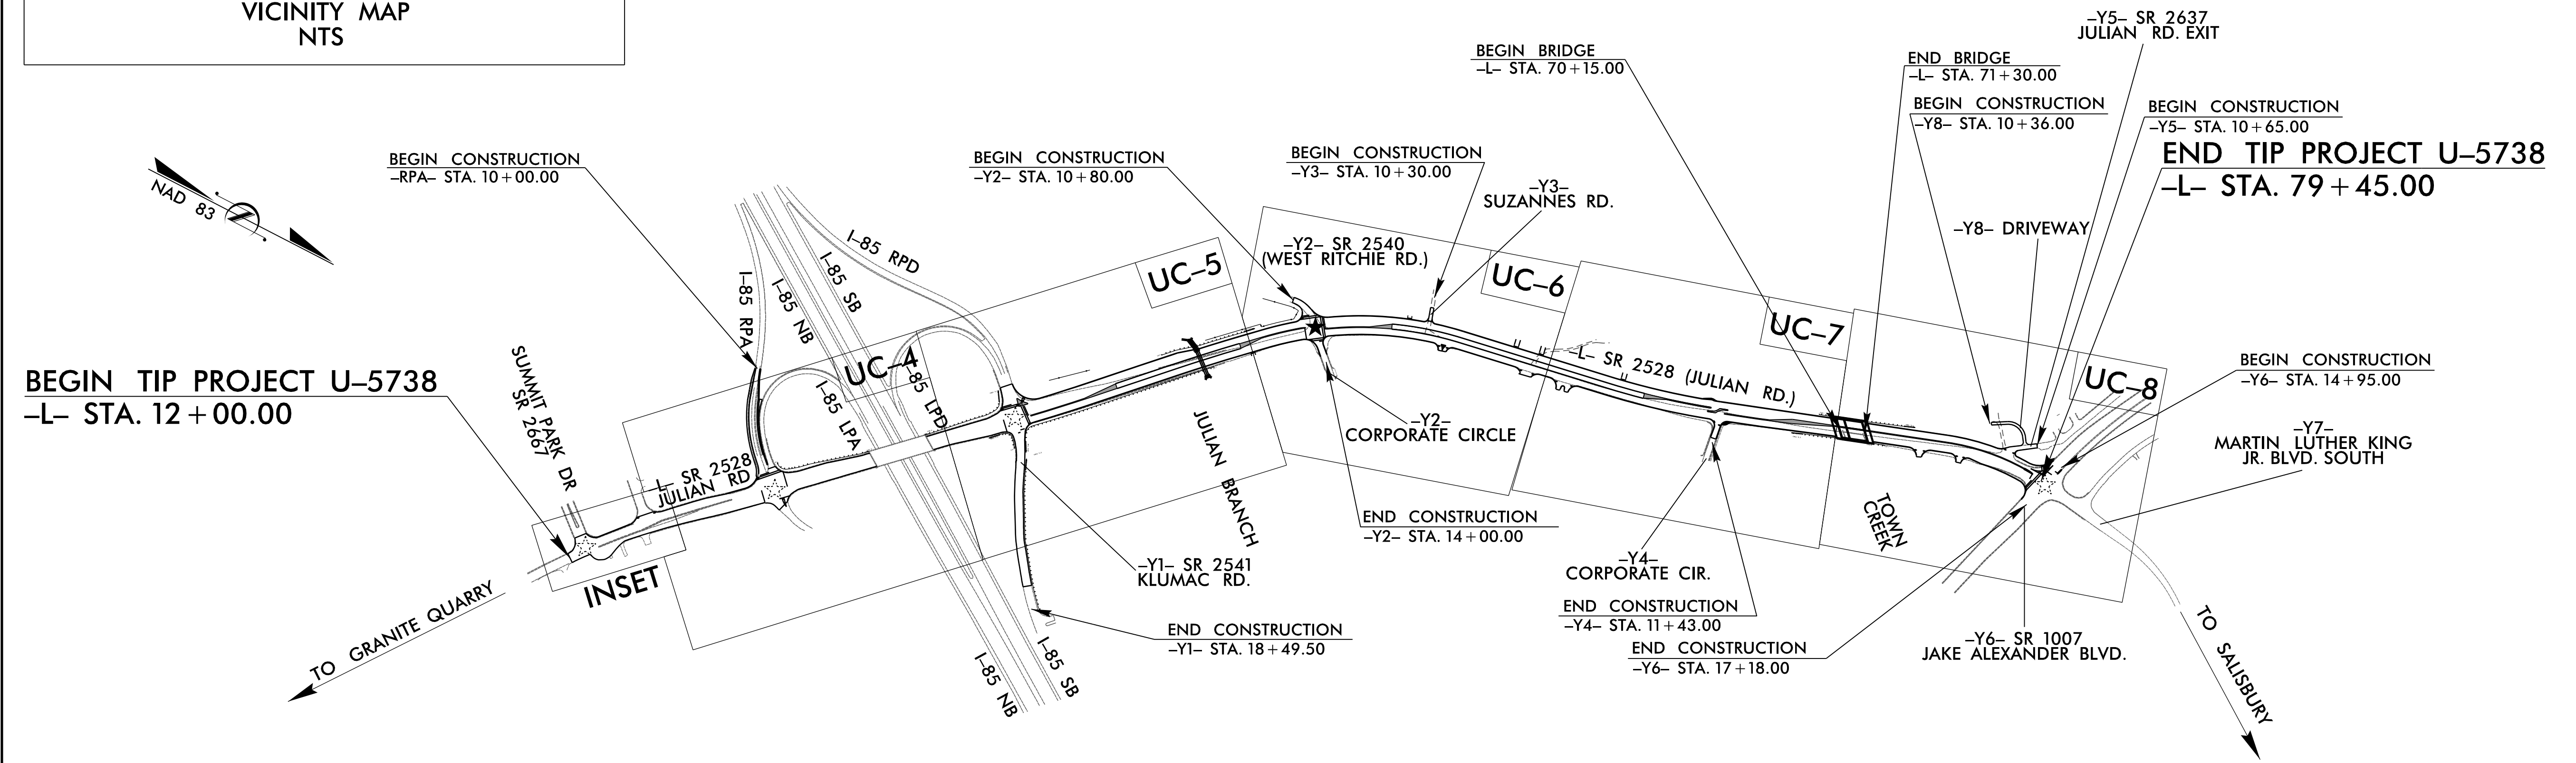 VICINITY MAP
NTS
NAD 83
BEGIN TIP PROJECT U–5738
–L– STA. 12+00.00
BEGIN CONSTRUCTION
–RPA– STA. 10+00.00
SUMMIT PARK DR
SR 2667
–L– SR 2528
JULIAN RD
INSET
TO GRANITE QUARRY
I–85 RPA
I–85 NB
I–85 SB
I–85 RPD
UC–4
I–85 LPA
I–85 LPD
I–85 NB
I–85 SB
UC–5
JULIAN BRANCH
–Y1– SR 2541
KLUMAC RD.
END CONSTRUCTION
–Y1– STA. 18+49.50
BEGIN CONSTRUCTION
–Y2– STA. 10+80.00
–Y2– SR 2540
(WEST RITCHIE RD.)
BEGIN CONSTRUCTION
–Y3– STA. 10+30.00
–Y3–
SUZANNES RD.
UC–6
–Y2–
CORPORATE CIRCLE
END CONSTRUCTION
–Y2– STA. 14+00.00
–L– SR 2528 (JULIAN RD.)
BEGIN BRIDGE
–L– STA. 70+15.00
UC–7
–Y4–
CORPORATE CIR.
END CONSTRUCTION
–Y4– STA. 11+43.00
END CONSTRUCTION
–Y6– STA. 17+18.00
TOWN
CREEK
END BRIDGE
–L– STA. 71+30.00
BEGIN CONSTRUCTION
–Y8– STA. 10+36.00
–Y8– DRIVEWAY
–Y5– SR 2637
JULIAN RD. EXIT
BEGIN CONSTRUCTION
–Y5– STA. 10+65.00
END TIP PROJECT U–5738
–L– STA. 79+45.00
UC–8
BEGIN CONSTRUCTION
–Y6– STA. 14+95.00
–Y7–
MARTIN LUTHER KING
JR. BLVD. SOUTH
–Y6– SR 1007
JAKE ALEXANDER BLVD.
TO SALISBURY